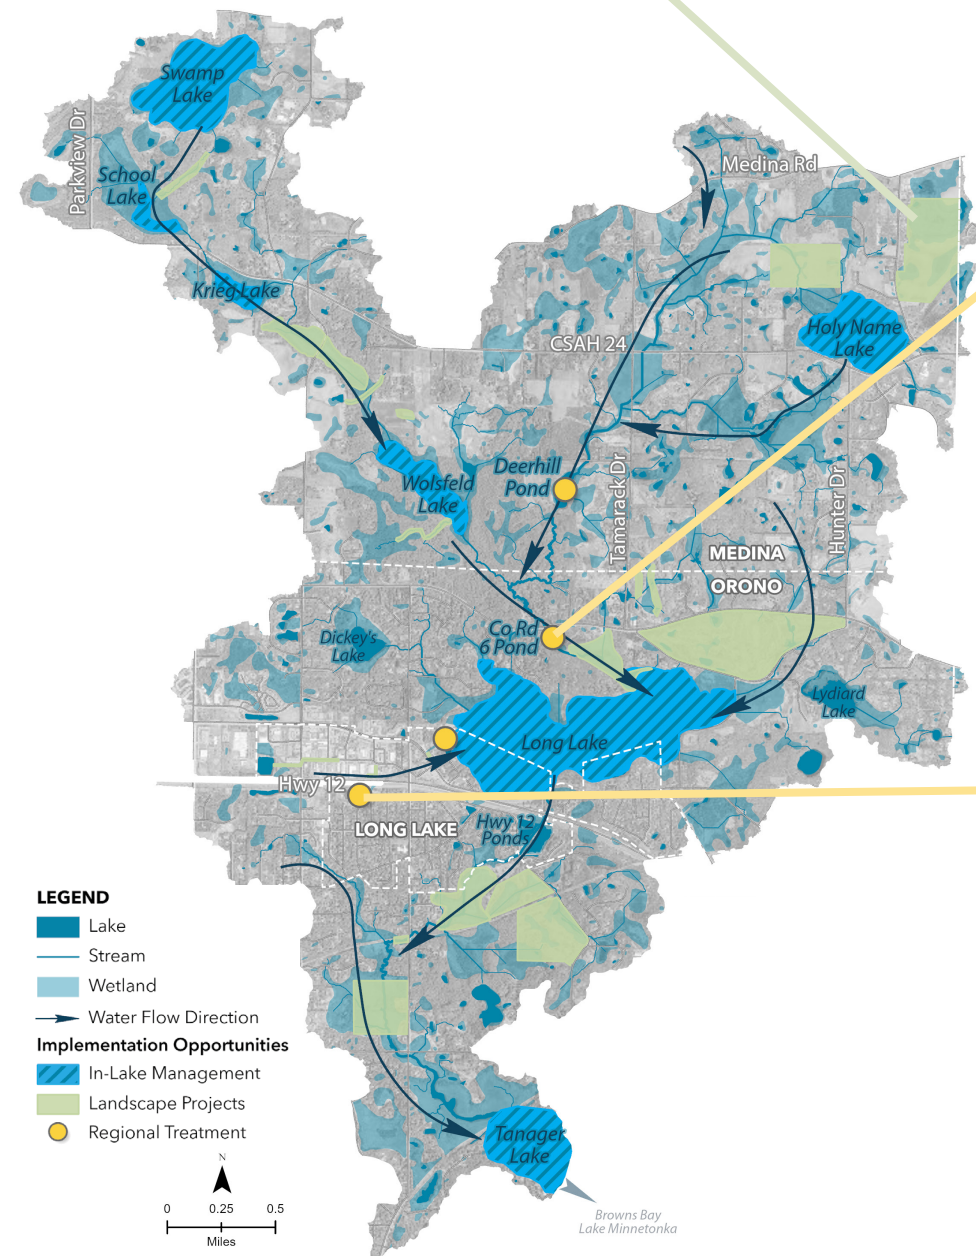 Swamp
Lake
Parkview Dr
School
Lake
Medina Rd
Krieg Lake
Holy Name
Lake
CSAH 24
Deerhill
Pond
Wolsfeld
Lake
Tamarack Dr
Hunter Dr
MEDINA
ORONO
Co Rd
6 Pond
Dickey's
Lake
Lydiard
Lake
Long Lake
Hwy 12
LONG LAKE
Hwy 12
Ponds
LEGEND
Lake
Stream
Wetland
Water Flow Direction
Implementation Opportunities
In-Lake Management
Landscape Projects
Regional Treatment
Tanager
Lake
N
0 0.25 0.5
Miles
Browns Bay
Lake Minnetonka